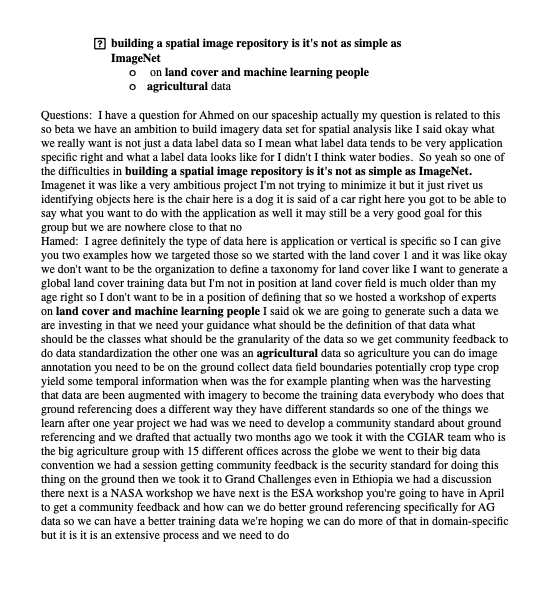 ? building a spatial image repository is it's not as simple as
ImageNet
o on land cover and machine learning people
o agricultural data
Questions: I have a question for Ahmed on our spaceship actually my question is related to this
so beta we have an ambition to build imagery data set for spatial analysis like I said okay what
we really want is not just a data label data so I mean what label data tends to be very application
specific right and what a label data looks like for I didn't I think water bodies. So yeah so one of
the difficulties in building a spatial image repository is it's not as simple as ImageNet.
Imagenet it was like a very ambitious project I'm not trying to minimize it but it just rivet us
identifying objects here is the chair here is a dog it is said of a car right here you got to be able to
say what you want to do with the application as well it may still be a very good goal for this
group but we are nowhere close to that no
Hamed: I agree definitely the type of data here is application or vertical is specific so I can give
you two examples how we targeted those so we started with the land cover 1 and it was like okay
we don't want to be the organization to define a taxonomy for land cover like I want to generate a
global land cover training data but I'm not in position at land cover field is much older than my
age right so I don't want to be in a position of defining that so we hosted a workshop of experts
on land cover and machine learning people I said ok we are going to generate such a data we
are investing in that we need your guidance what should be the definition of that data what
should be the classes what should be the granularity of the data so we get community feedback to
do data standardization the other one was an agricultural data so agriculture you can do image
annotation you need to be on the ground collect data field boundaries potentially crop type crop
yield some temporal information when was the for example planting when was the harvesting
that data are been augmented with imagery to become the training data everybody who does that
ground referencing does a different way they have different standards so one of the things we
learn after one year project we had was we need to develop a community standard about ground
referencing and we drafted that actually two months ago we took it with the CGIAR team who is
the big agriculture group with 15 different offices across the globe we went to their big data
convention we had a session getting community feedback is the security standard for doing this
thing on the ground then we took it to Grand Challenges even in Ethiopia we had a discussion
there next is a NASA workshop we have next is the ESA workshop you're going to have in April
to get a community feedback and how can we do better ground referencing specifically for AG
data so we can have a better training data we're hoping we can do more of that in domain-specific
but it is it is an extensive process and we need to do